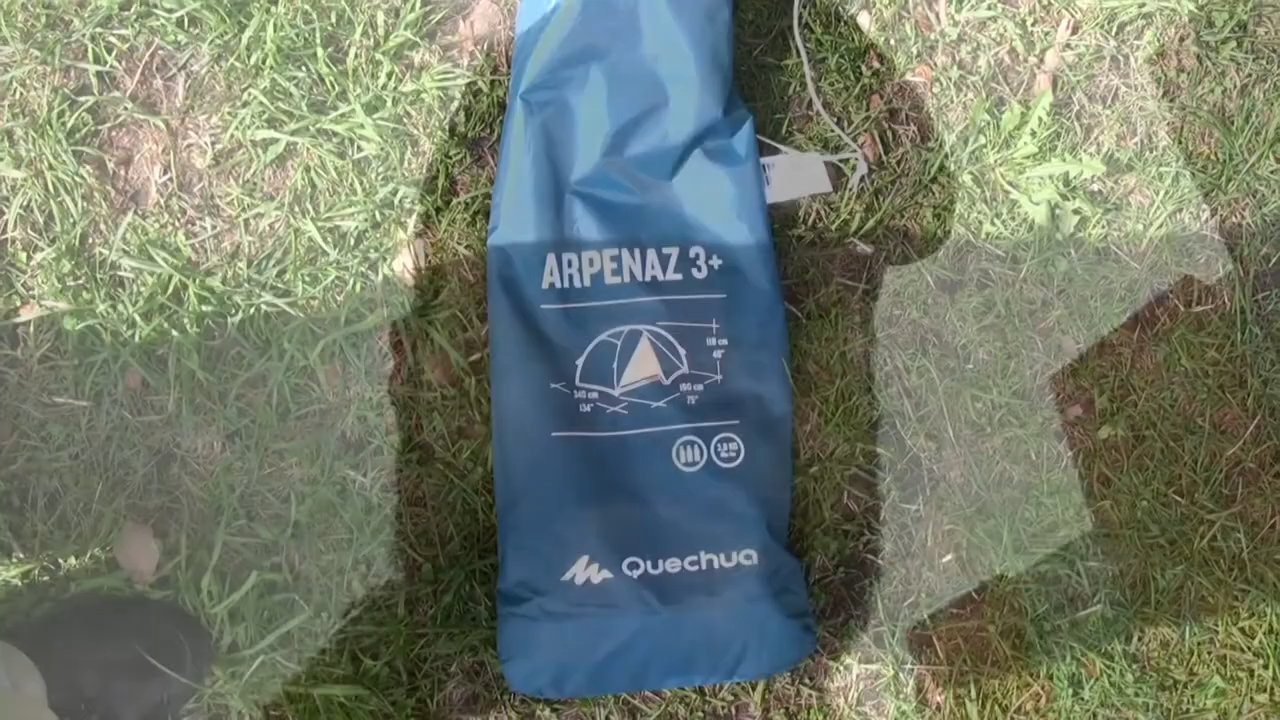 ARPENAZ 3+
118 cm
46"
340 cm
134"
190 cm
75"
Quechua